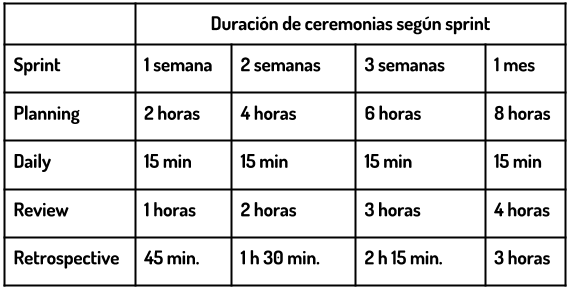 Duración de ceremonias según sprint
Sprint 1 semana 2 semanas 3 semanas 1 mes
Planning 2 horas 4 horas 6 horas 8 horas
Daily 15 min 15 min 15 min 15 min
Review 1 horas 2 horas 3 horas 4 horas
Retrospective 45 min. 1 h 30 min. 2 h 15 min. 3 horas